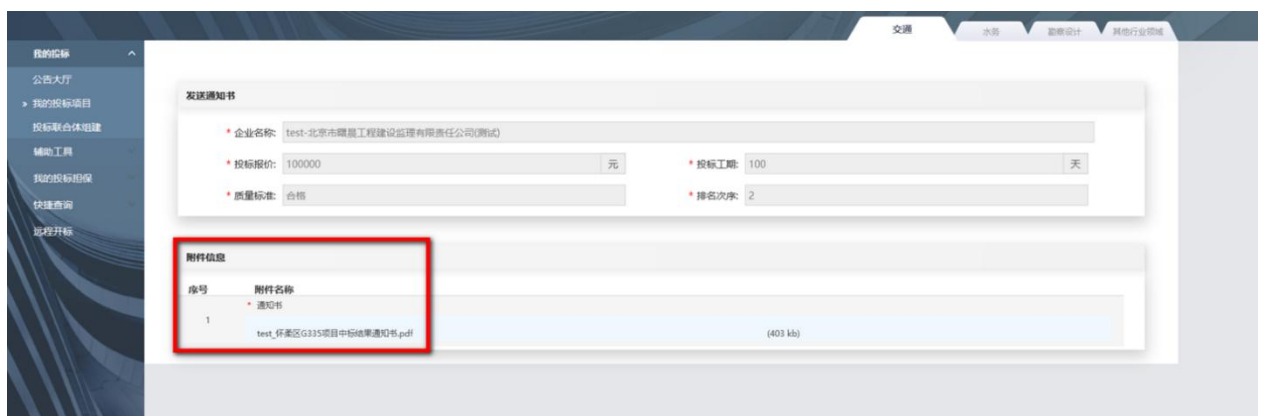 交通 水务 勘察设计 其他行业领域
我的投标
公告大厅
我的投标项目
投标联合体组建
辅助工具
我的投标担保
快捷查询
远程开标
发送通知书
* 企业名称: test-北京市曙晨工程建设监理有限责任公司(测试)
* 投标报价: 100000 元 * 投标工期: 100 天
* 质量标准: 合格 * 排名次序: 2
附件信息
序号 附件名称
* 通知书
1
test_怀柔区G335项目中标结果通知书.pdf (403 kb)